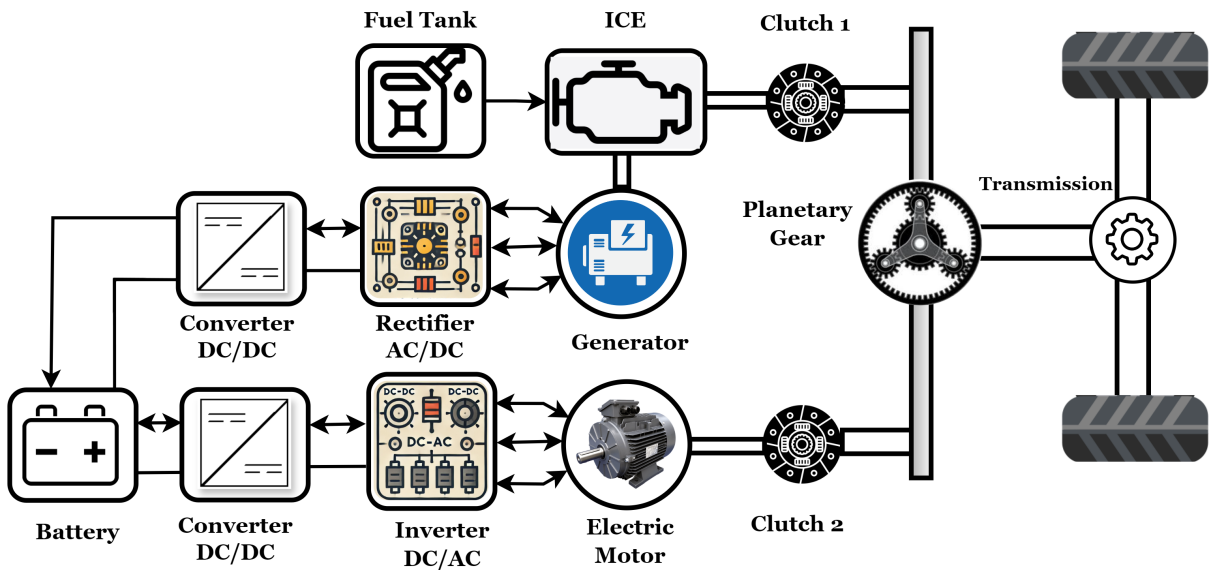 Fuel Tank
ICE
Clutch 1
Transmission
Planetary
Gear
Converter
DC/DC
Rectifier
AC/DC
Generator
DC-DC
DC-DC
DC-AC
Battery
Converter
DC/DC
Inverter
DC/AC
Electric
Motor
Clutch 2